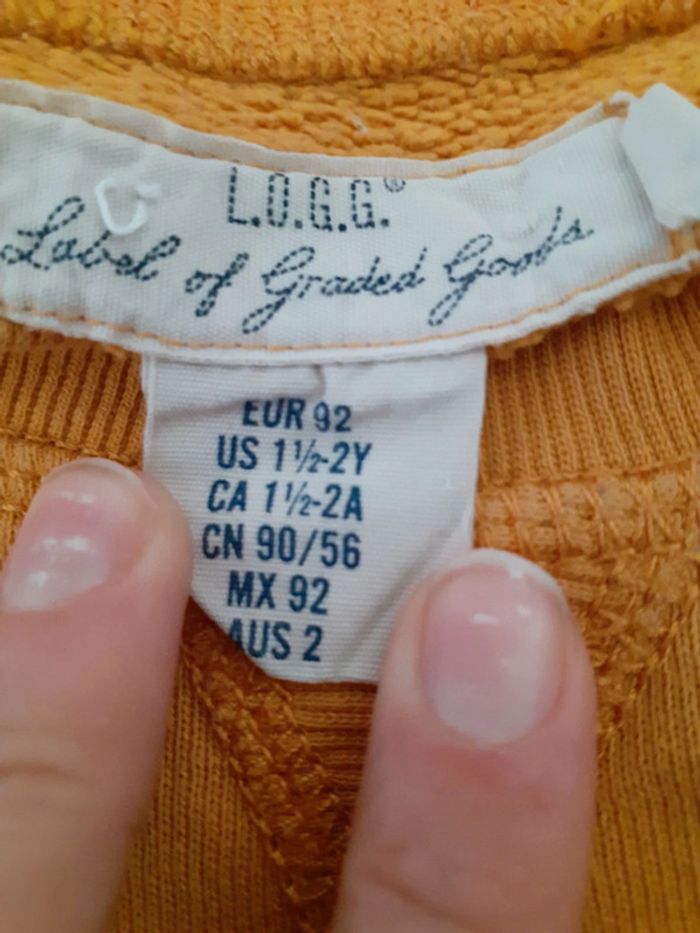 L.O.G.G.®
Label of Graded Goods
EUR 92
US 1½-2Y
CA 1½-2A
CN 90/56
MX 92
AUS 2